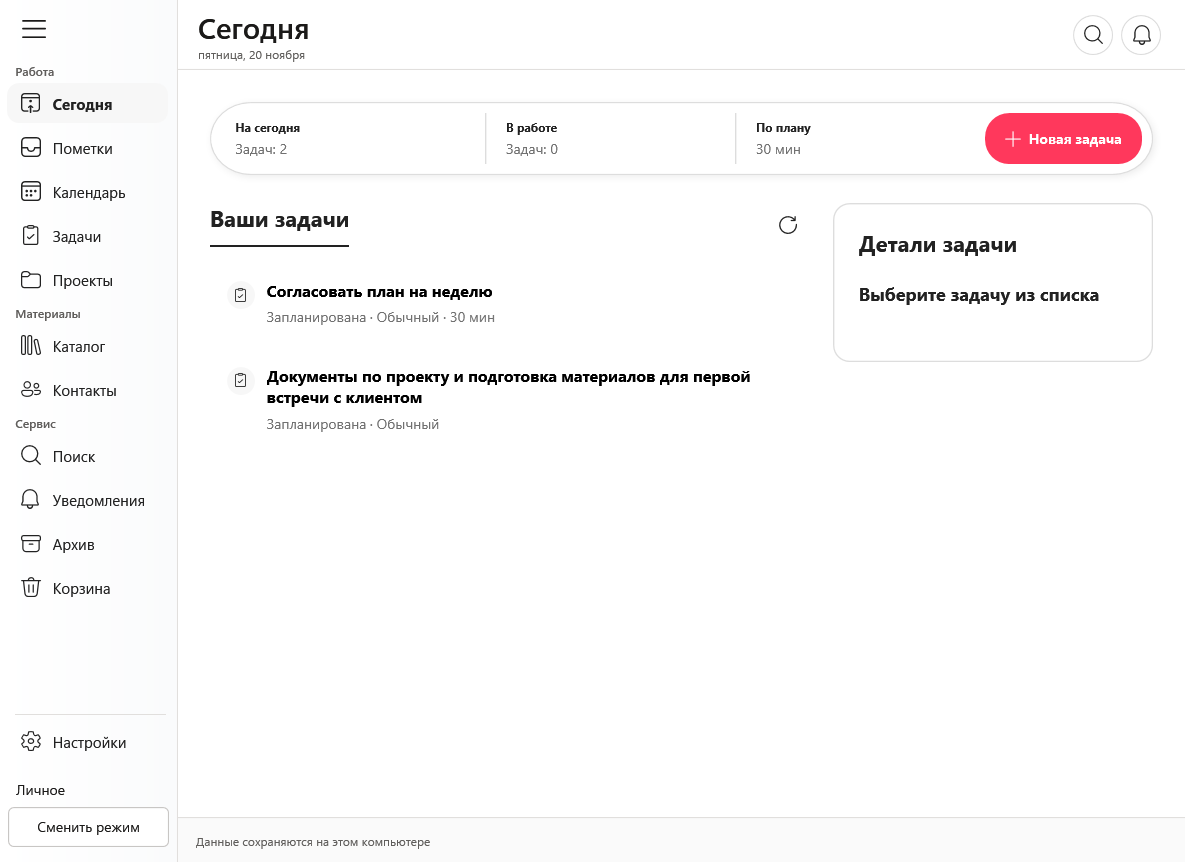 Работа
Сегодня
Пометки
Календарь
Задачи
Проекты
Материалы
Каталог
Контакты
Сервис
Поиск
Уведомления
Архив
Корзина
Настройки
Личное
Сменить режим
Сегодня
пятница, 20 ноября
На сегодня
Задач: 2
В работе
Задач: 0
По плану
30 мин
Новая задача
Ваши задачи
Согласовать план на неделю
Запланирована · Обычный · 30 мин
Документы по проекту и подготовка материалов для первой
встречи с клиентом
Запланирована · Обычный
Детали задачи
Выберите задачу из списка
Данные сохраняются на этом компьютере